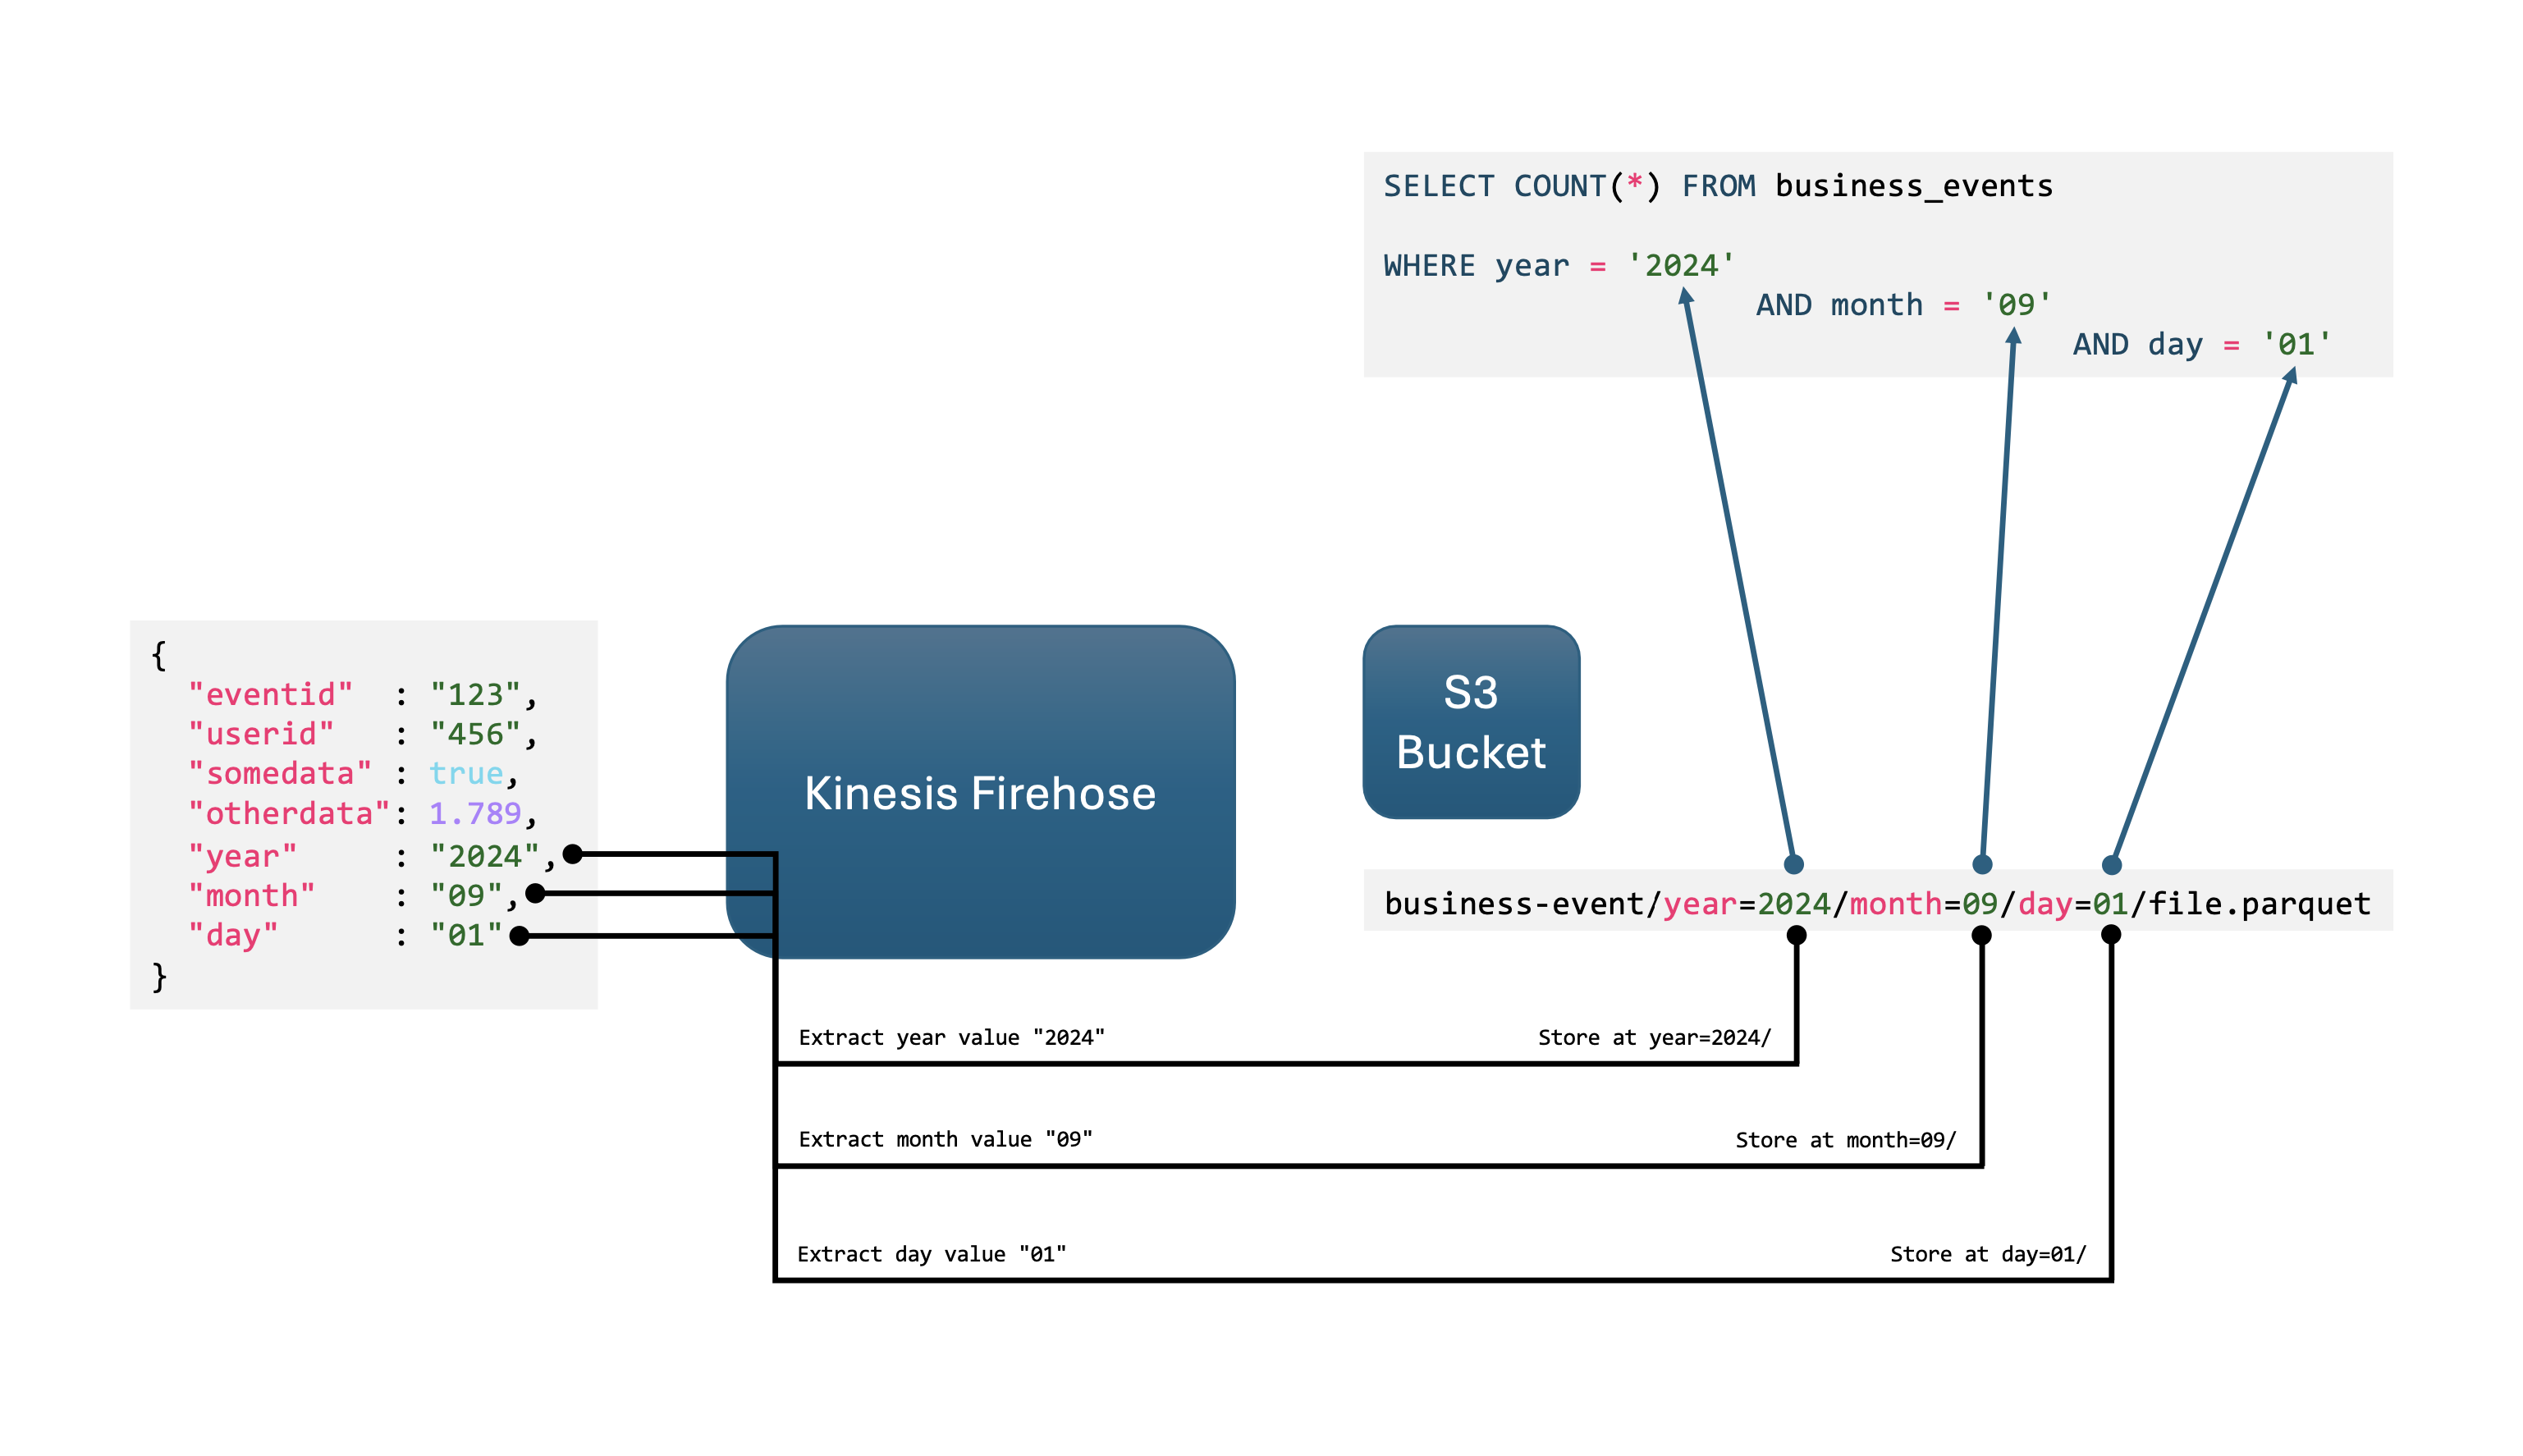 SELECT COUNT(*) FROM business_events
WHERE year = '2024'
AND month = '09'
AND day = '01'
{
"eventid" : "123",
"userid" : "456",
"somedata" : true,
"otherdata": 1.789,
"year" : "2024",
"month" : "09",
"day" : "01"
}
Kinesis Firehose
S3
Bucket
business-event/year=2024/month=09/day=01/file.parquet
Extract year value "2024"
Store at year=2024/
Extract month value "09"
Store at month=09/
Extract day value "01"
Store at day=01/